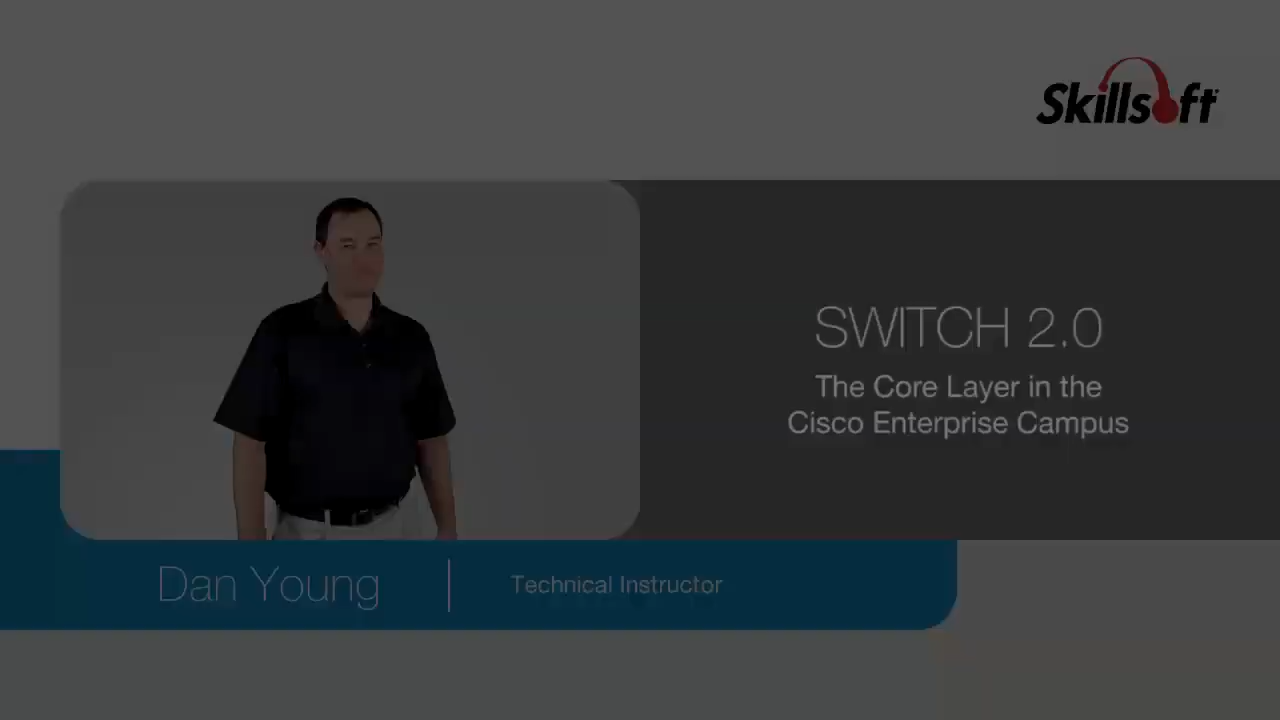 Skillsoft
SWITCH 2.0
The Core Layer in the
Cisco Enterprise Campus
Dan Young
Technical Instructor